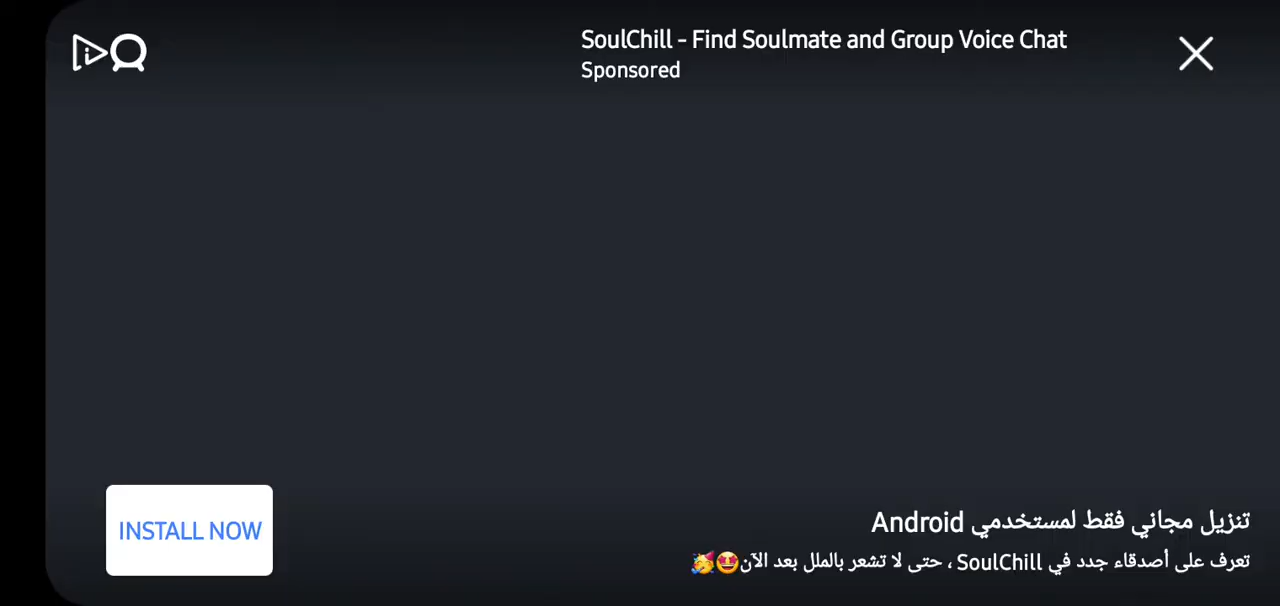 SoulChill - Find Soulmate and Group Voice Chat
Sponsored
تنزيل مجاني فقط لمستخدمي Android
تعرف على أصدقاء جدد في SoulChill ، حتى لا تشعر بالملل بعد الآن🤩🥳
INSTALL NOW